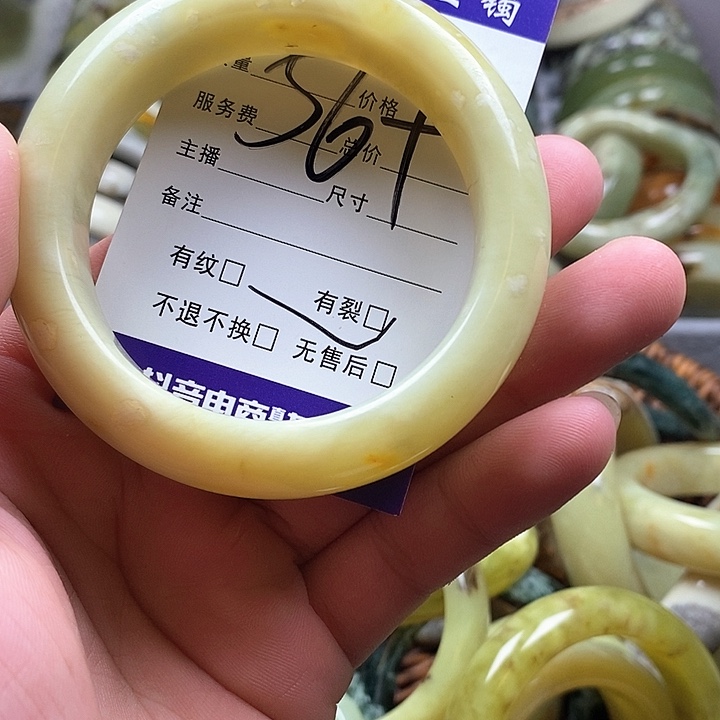 镯
重 价格
服务费 总价
主播 尺寸
备注
有纹□ 有裂□
不退不换□ 无售后□
抖音电商